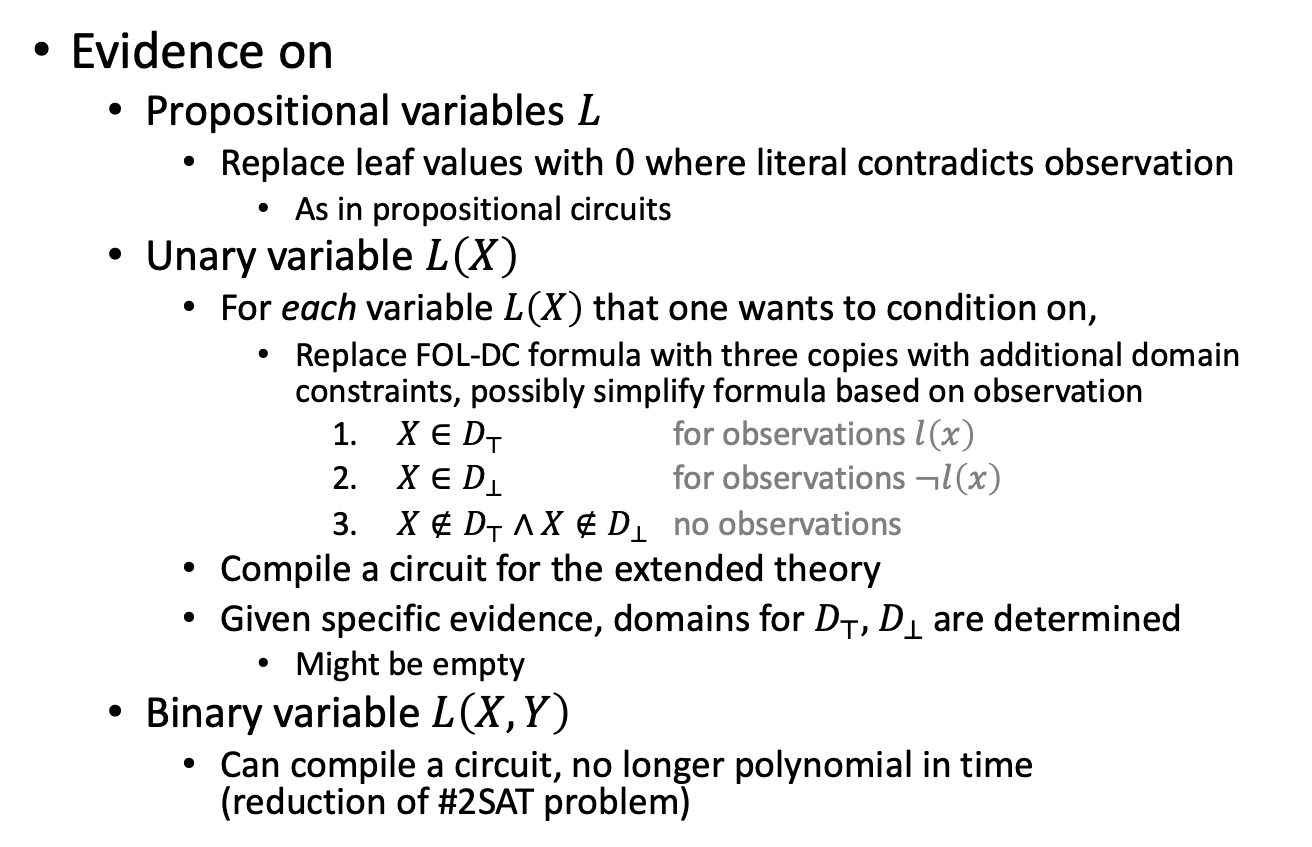 • Evidence on
• Propositional variables L
• Replace leaf values with 0 where literal contradicts observation
• As in propositional circuits
• Unary variable L(X)
• For each variable L(X) that one wants to condition on,
• Replace FOL-DC formula with three copies with additional domain
constraints, possibly simplify formula based on observation
1. X ∈ D⊤ for observations l(x)
2. X ∈ D⊥ for observations ¬l(x)
3. X ∉ D⊤ ∧ X ∉ D⊥ no observations
• Compile a circuit for the extended theory
• Given specific evidence, domains for D⊤, D⊥ are determined
• Might be empty
• Binary variable L(X, Y)
• Can compile a circuit, no longer polynomial in time
(reduction of #2SAT problem)